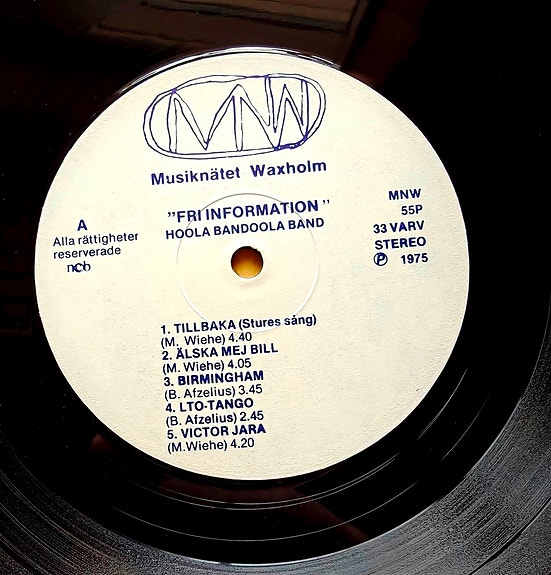 MNW
Musiknätet Waxholm
"FRI INFORMATION"
HOOLA BANDOOLA BAND
A
Alla rättigheter
reserverade
ncb
MNW
55P
33 VARV
STEREO
Ⓟ 1975
1. TILLBAKA (Stures sång)
(M. Wiehe) 4.40
2. ÄLSKA MEJ BILL
(M. Wiehe) 4.05
3. BIRMINGHAM
(B. Afzelius) 3.45
4. LTO-TANGO
(B. Afzelius) 2.45
5. VICTOR JARA
(M.Wiehe) 4.20